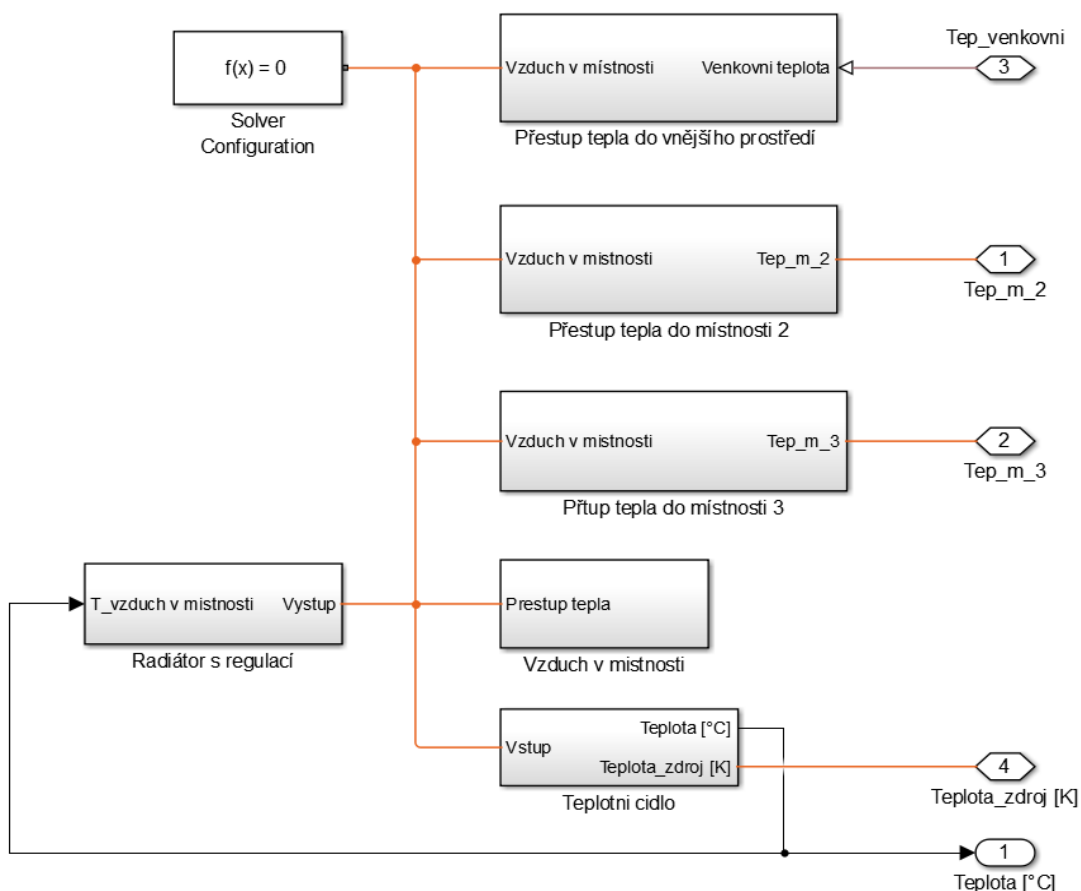 Tep_venkovni
3
f(x) = 0
Solver
Configuration
Vzduch v místnosti
Venkovni teplota
Přestup tepla do vnějšího prostředí
Vzduch v mistnosti
Tep_m_2
1
Tep_m_2
Přestup tepla do místnosti 2
Vzduch v mistnosti
Tep_m_3
2
Tep_m_3
Přtup tepla do místnosti 3
T_vzduch v mistnosti
Vystup
Radiátor s regulací
Prestup tepla
Vzduch v mistnosti
Vstup
Teplota [°C]
Teplota_zdroj [K]
Teplotni cidlo
4
Teplota_zdroj [K]
1
Teplota [°C]